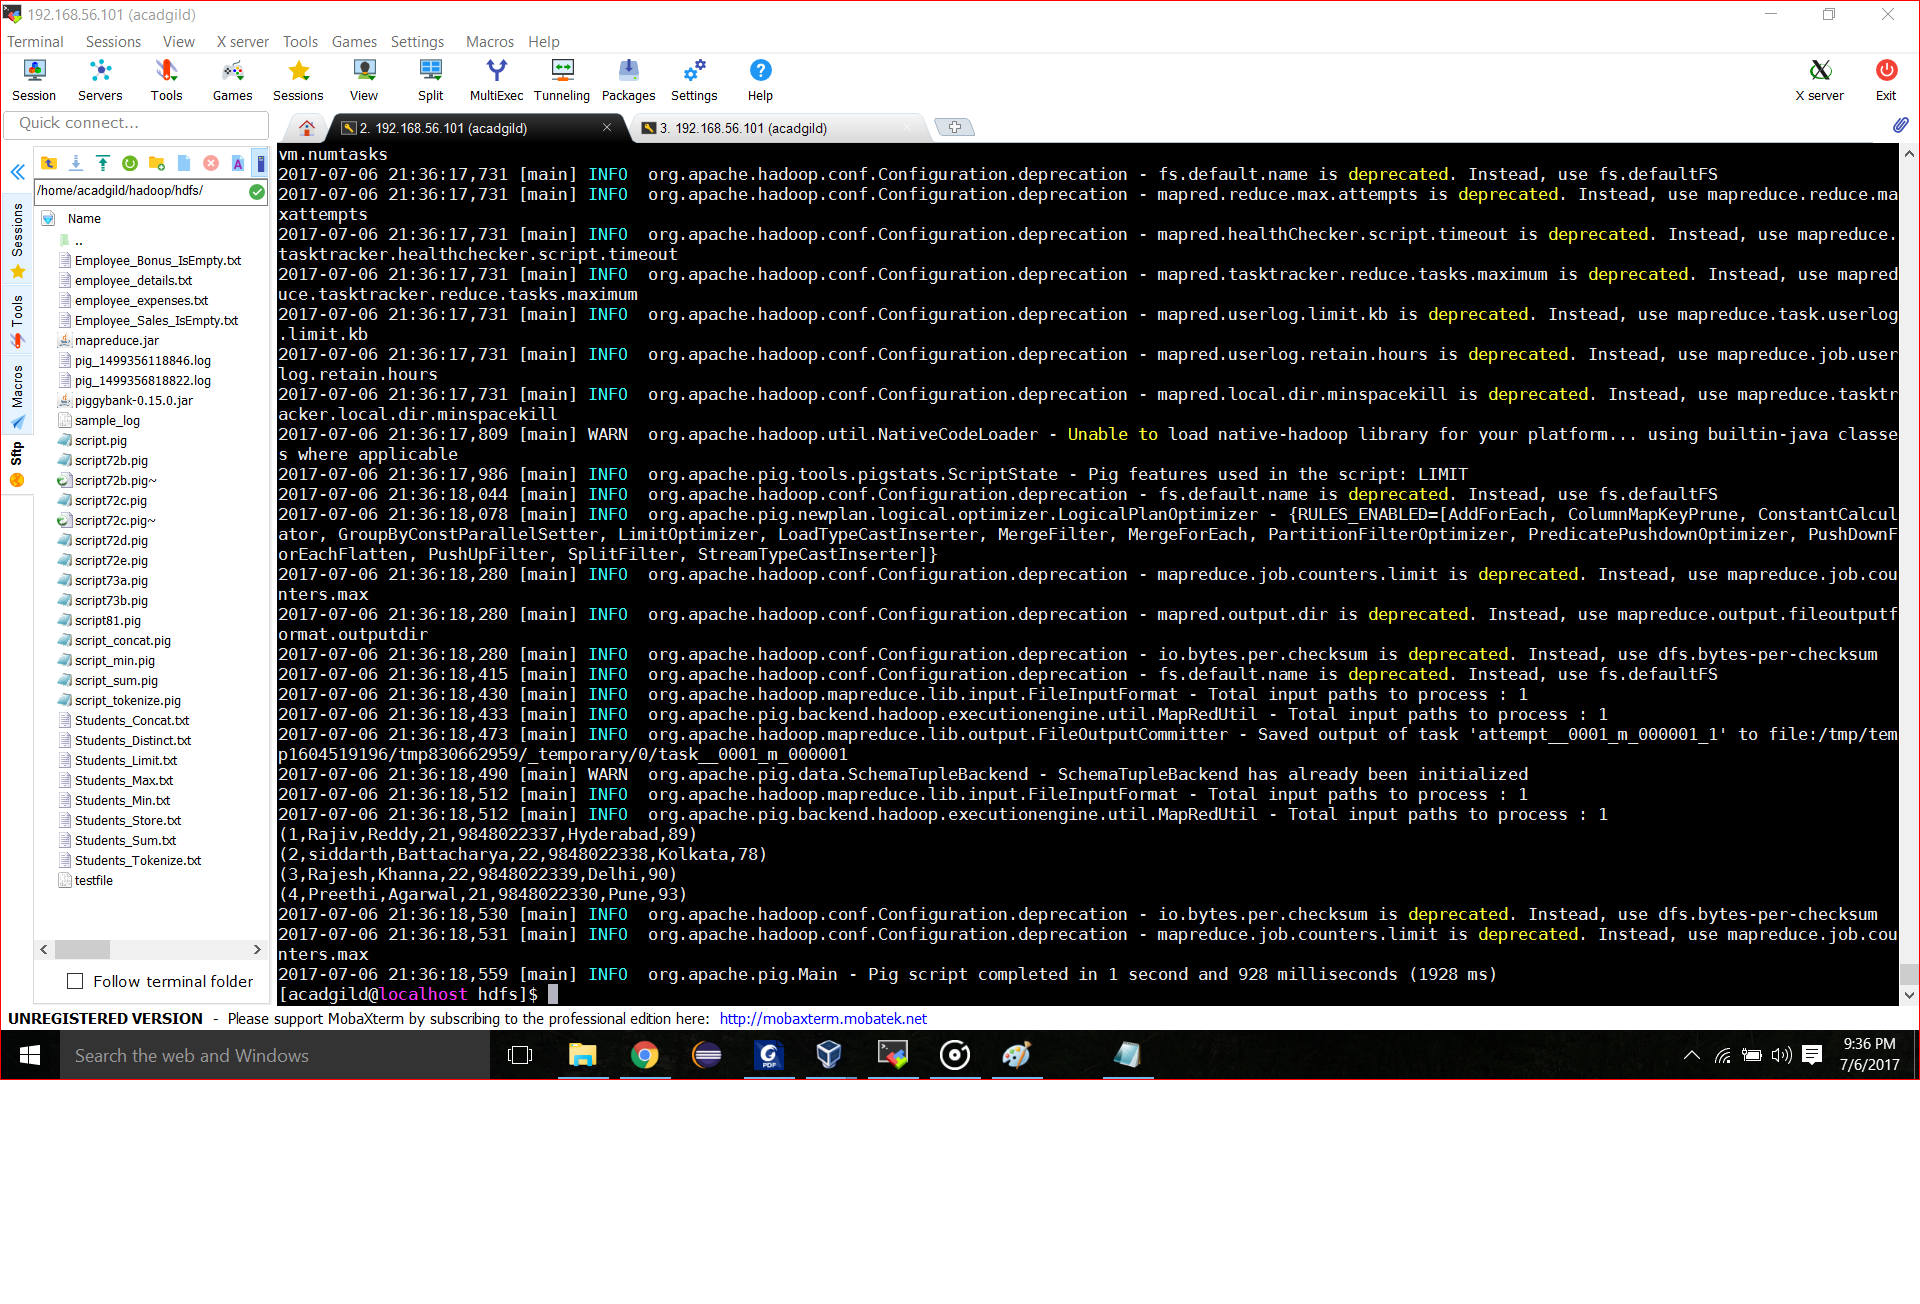 192.168.56.101 (acadgild)
Terminal Sessions View X server Tools Games Settings Macros Help
Session Servers Tools Games Sessions View Split MultiExec Tunneling Packages Settings Help X server Exit
Quick connect...
2. 192.168.56.101 (acadgild)
3. 192.168.56.101 (acadgild)
Sessions
Tools
Macros
Sftp
/home/acadgild/hadoop/hdfs/
Name
..
Employee_Bonus_IsEmpty.txt
employee_details.txt
employee_expenses.txt
Employee_Sales_IsEmpty.txt
mapreduce.jar
pig_1499356118846.log
pig_1499356818822.log
piggybank-0.15.0.jar
sample_log
script.pig
script72b.pig
script72b.pig~
script72c.pig
script72c.pig~
script72d.pig
script72e.pig
script73a.pig
script73b.pig
script81.pig
script_concat.pig
script_min.pig
script_sum.pig
script_tokenize.pig
Students_Concat.txt
Students_Distinct.txt
Students_Limit.txt
Students_Max.txt
Students_Min.txt
Students_Store.txt
Students_Sum.txt
Students_Tokenize.txt
testfile
Follow terminal folder
vm.numtasks
2017-07-06 21:36:17,731 [main] INFO  org.apache.hadoop.conf.Configuration.deprecation - fs.default.name is deprecated. Instead, use fs.defaultFS
2017-07-06 21:36:17,731 [main] INFO  org.apache.hadoop.conf.Configuration.deprecation - mapred.reduce.max.attempts is deprecated. Instead, use mapreduce.reduce.ma
xattempts
2017-07-06 21:36:17,731 [main] INFO  org.apache.hadoop.conf.Configuration.deprecation - mapred.healthChecker.script.timeout is deprecated. Instead, use mapreduce.
tasktracker.healthchecker.script.timeout
2017-07-06 21:36:17,731 [main] INFO  org.apache.hadoop.conf.Configuration.deprecation - mapred.tasktracker.reduce.tasks.maximum is deprecated. Instead, use mapred
uce.tasktracker.reduce.tasks.maximum
2017-07-06 21:36:17,731 [main] INFO  org.apache.hadoop.conf.Configuration.deprecation - mapred.userlog.limit.kb is deprecated. Instead, use mapreduce.task.userlog
.limit.kb
2017-07-06 21:36:17,731 [main] INFO  org.apache.hadoop.conf.Configuration.deprecation - mapred.userlog.retain.hours is deprecated. Instead, use mapreduce.job.user
log.retain.hours
2017-07-06 21:36:17,731 [main] INFO  org.apache.hadoop.conf.Configuration.deprecation - mapred.local.dir.minspacekill is deprecated. Instead, use mapreduce.tasktr
acker.local.dir.minspacekill
2017-07-06 21:36:17,809 [main] WARN  org.apache.hadoop.util.NativeCodeLoader - Unable to load native-hadoop library for your platform... using builtin-java classe
s where applicable
2017-07-06 21:36:17,986 [main] INFO  org.apache.pig.tools.pigstats.ScriptState - Pig features used in the script: LIMIT
2017-07-06 21:36:18,044 [main] INFO  org.apache.hadoop.conf.Configuration.deprecation - fs.default.name is deprecated. Instead, use fs.defaultFS
2017-07-06 21:36:18,078 [main] INFO  org.apache.pig.newplan.logical.optimizer.LogicalPlanOptimizer - {RULES_ENABLED=[AddForEach, ColumnMapKeyPrune, ConstantCalcul
ator, GroupByConstParallelSetter, LimitOptimizer, LoadTypeCastInserter, MergeFilter, MergeForEach, PartitionFilterOptimizer, PredicatePushdownOptimizer, PushDownF
orEachFlatten, PushUpFilter, SplitFilter, StreamTypeCastInserter]}
2017-07-06 21:36:18,280 [main] INFO  org.apache.hadoop.conf.Configuration.deprecation - mapreduce.job.counters.limit is deprecated. Instead, use mapreduce.job.cou
nters.max
2017-07-06 21:36:18,280 [main] INFO  org.apache.hadoop.conf.Configuration.deprecation - mapred.output.dir is deprecated. Instead, use mapreduce.output.fileoutputf
ormat.outputdir
2017-07-06 21:36:18,280 [main] INFO  org.apache.hadoop.conf.Configuration.deprecation - io.bytes.per.checksum is deprecated. Instead, use dfs.bytes-per-checksum
2017-07-06 21:36:18,415 [main] INFO  org.apache.hadoop.conf.Configuration.deprecation - fs.default.name is deprecated. Instead, use fs.defaultFS
2017-07-06 21:36:18,430 [main] INFO  org.apache.hadoop.mapreduce.lib.input.FileInputFormat - Total input paths to process : 1
2017-07-06 21:36:18,433 [main] INFO  org.apache.pig.backend.hadoop.executionengine.util.MapRedUtil - Total input paths to process : 1
2017-07-06 21:36:18,473 [main] INFO  org.apache.hadoop.mapreduce.lib.output.FileOutputCommitter - Saved output of task 'attempt__0001_m_000001_1' to file:/tmp/tem
p1604519196/tmp830662959/_temporary/0/task__0001_m_000001
2017-07-06 21:36:18,490 [main] WARN  org.apache.pig.data.SchemaTupleBackend - SchemaTupleBackend has already been initialized
2017-07-06 21:36:18,512 [main] INFO  org.apache.hadoop.mapreduce.lib.input.FileInputFormat - Total input paths to process : 1
2017-07-06 21:36:18,512 [main] INFO  org.apache.pig.backend.hadoop.executionengine.util.MapRedUtil - Total input paths to process : 1
(1,Rajiv,Reddy,21,9848022337,Hyderabad,89)
(2,siddarth,Battacharya,22,9848022338,Kolkata,78)
(3,Rajesh,Khanna,22,9848022339,Delhi,90)
(4,Preethi,Agarwal,21,9848022330,Pune,93)
2017-07-06 21:36:18,530 [main] INFO  org.apache.hadoop.conf.Configuration.deprecation - io.bytes.per.checksum is deprecated. Instead, use dfs.bytes-per-checksum
2017-07-06 21:36:18,531 [main] INFO  org.apache.hadoop.conf.Configuration.deprecation - mapreduce.job.counters.limit is deprecated. Instead, use mapreduce.job.cou
nters.max
2017-07-06 21:36:18,559 [main] INFO  org.apache.pig.Main - Pig script completed in 1 second and 928 milliseconds (1928 ms)
[acadgild@localhost hdfs]$
UNREGISTERED VERSION - Please support MobaXterm by subscribing to the professional edition here: http://mobaxterm.mobatek.net
Search the web and Windows
PDF
9:36 PM
7/6/2017